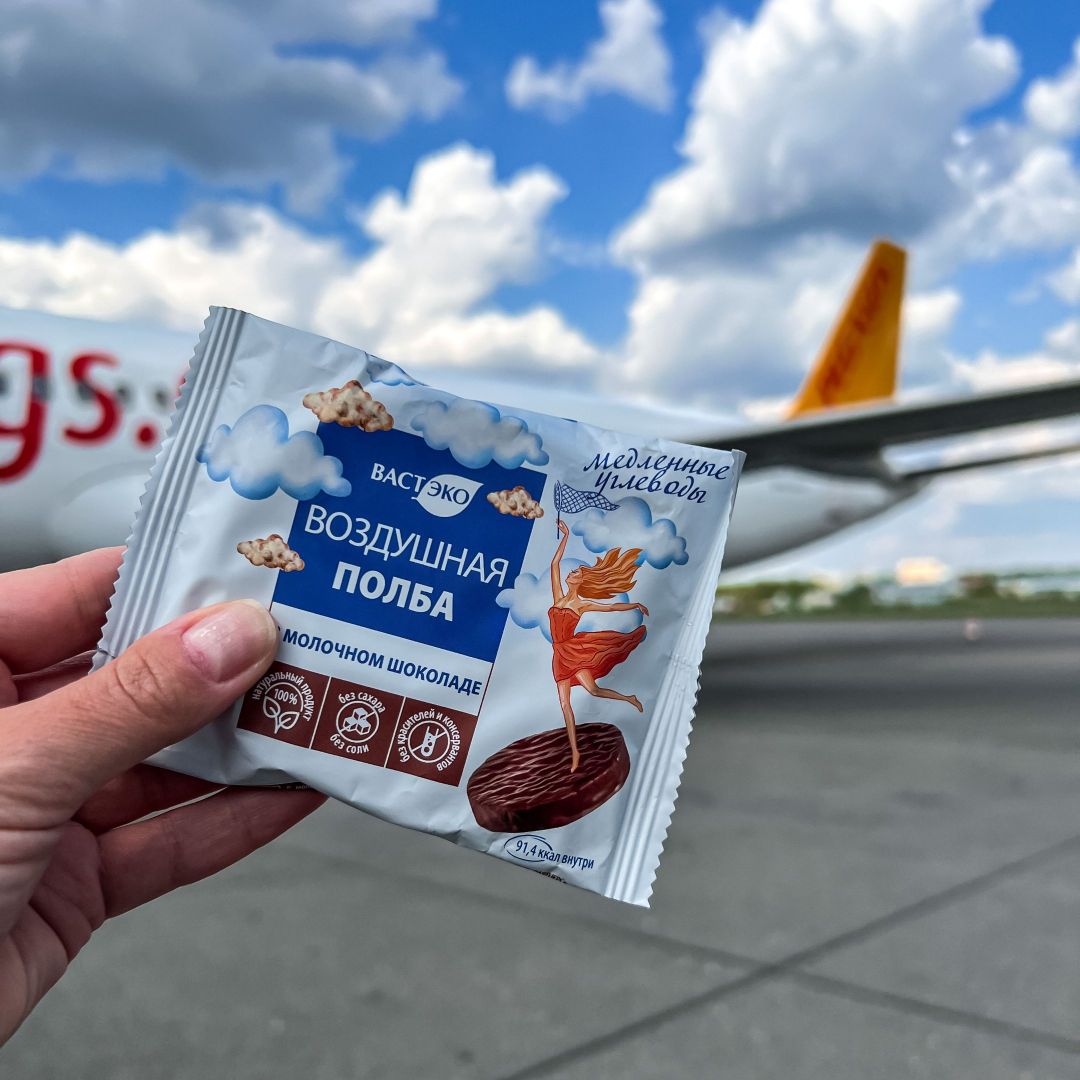 gs.
Медленные
углеводы
ВАСТЭКО
ВОЗДУШНАЯ
ПОЛБА
МОЛОЧНОМ ШОКОЛАДЕ
натуральный продукт
100%
без сахара
без соли
без красителей и консервантов
91,4 ккал внутри